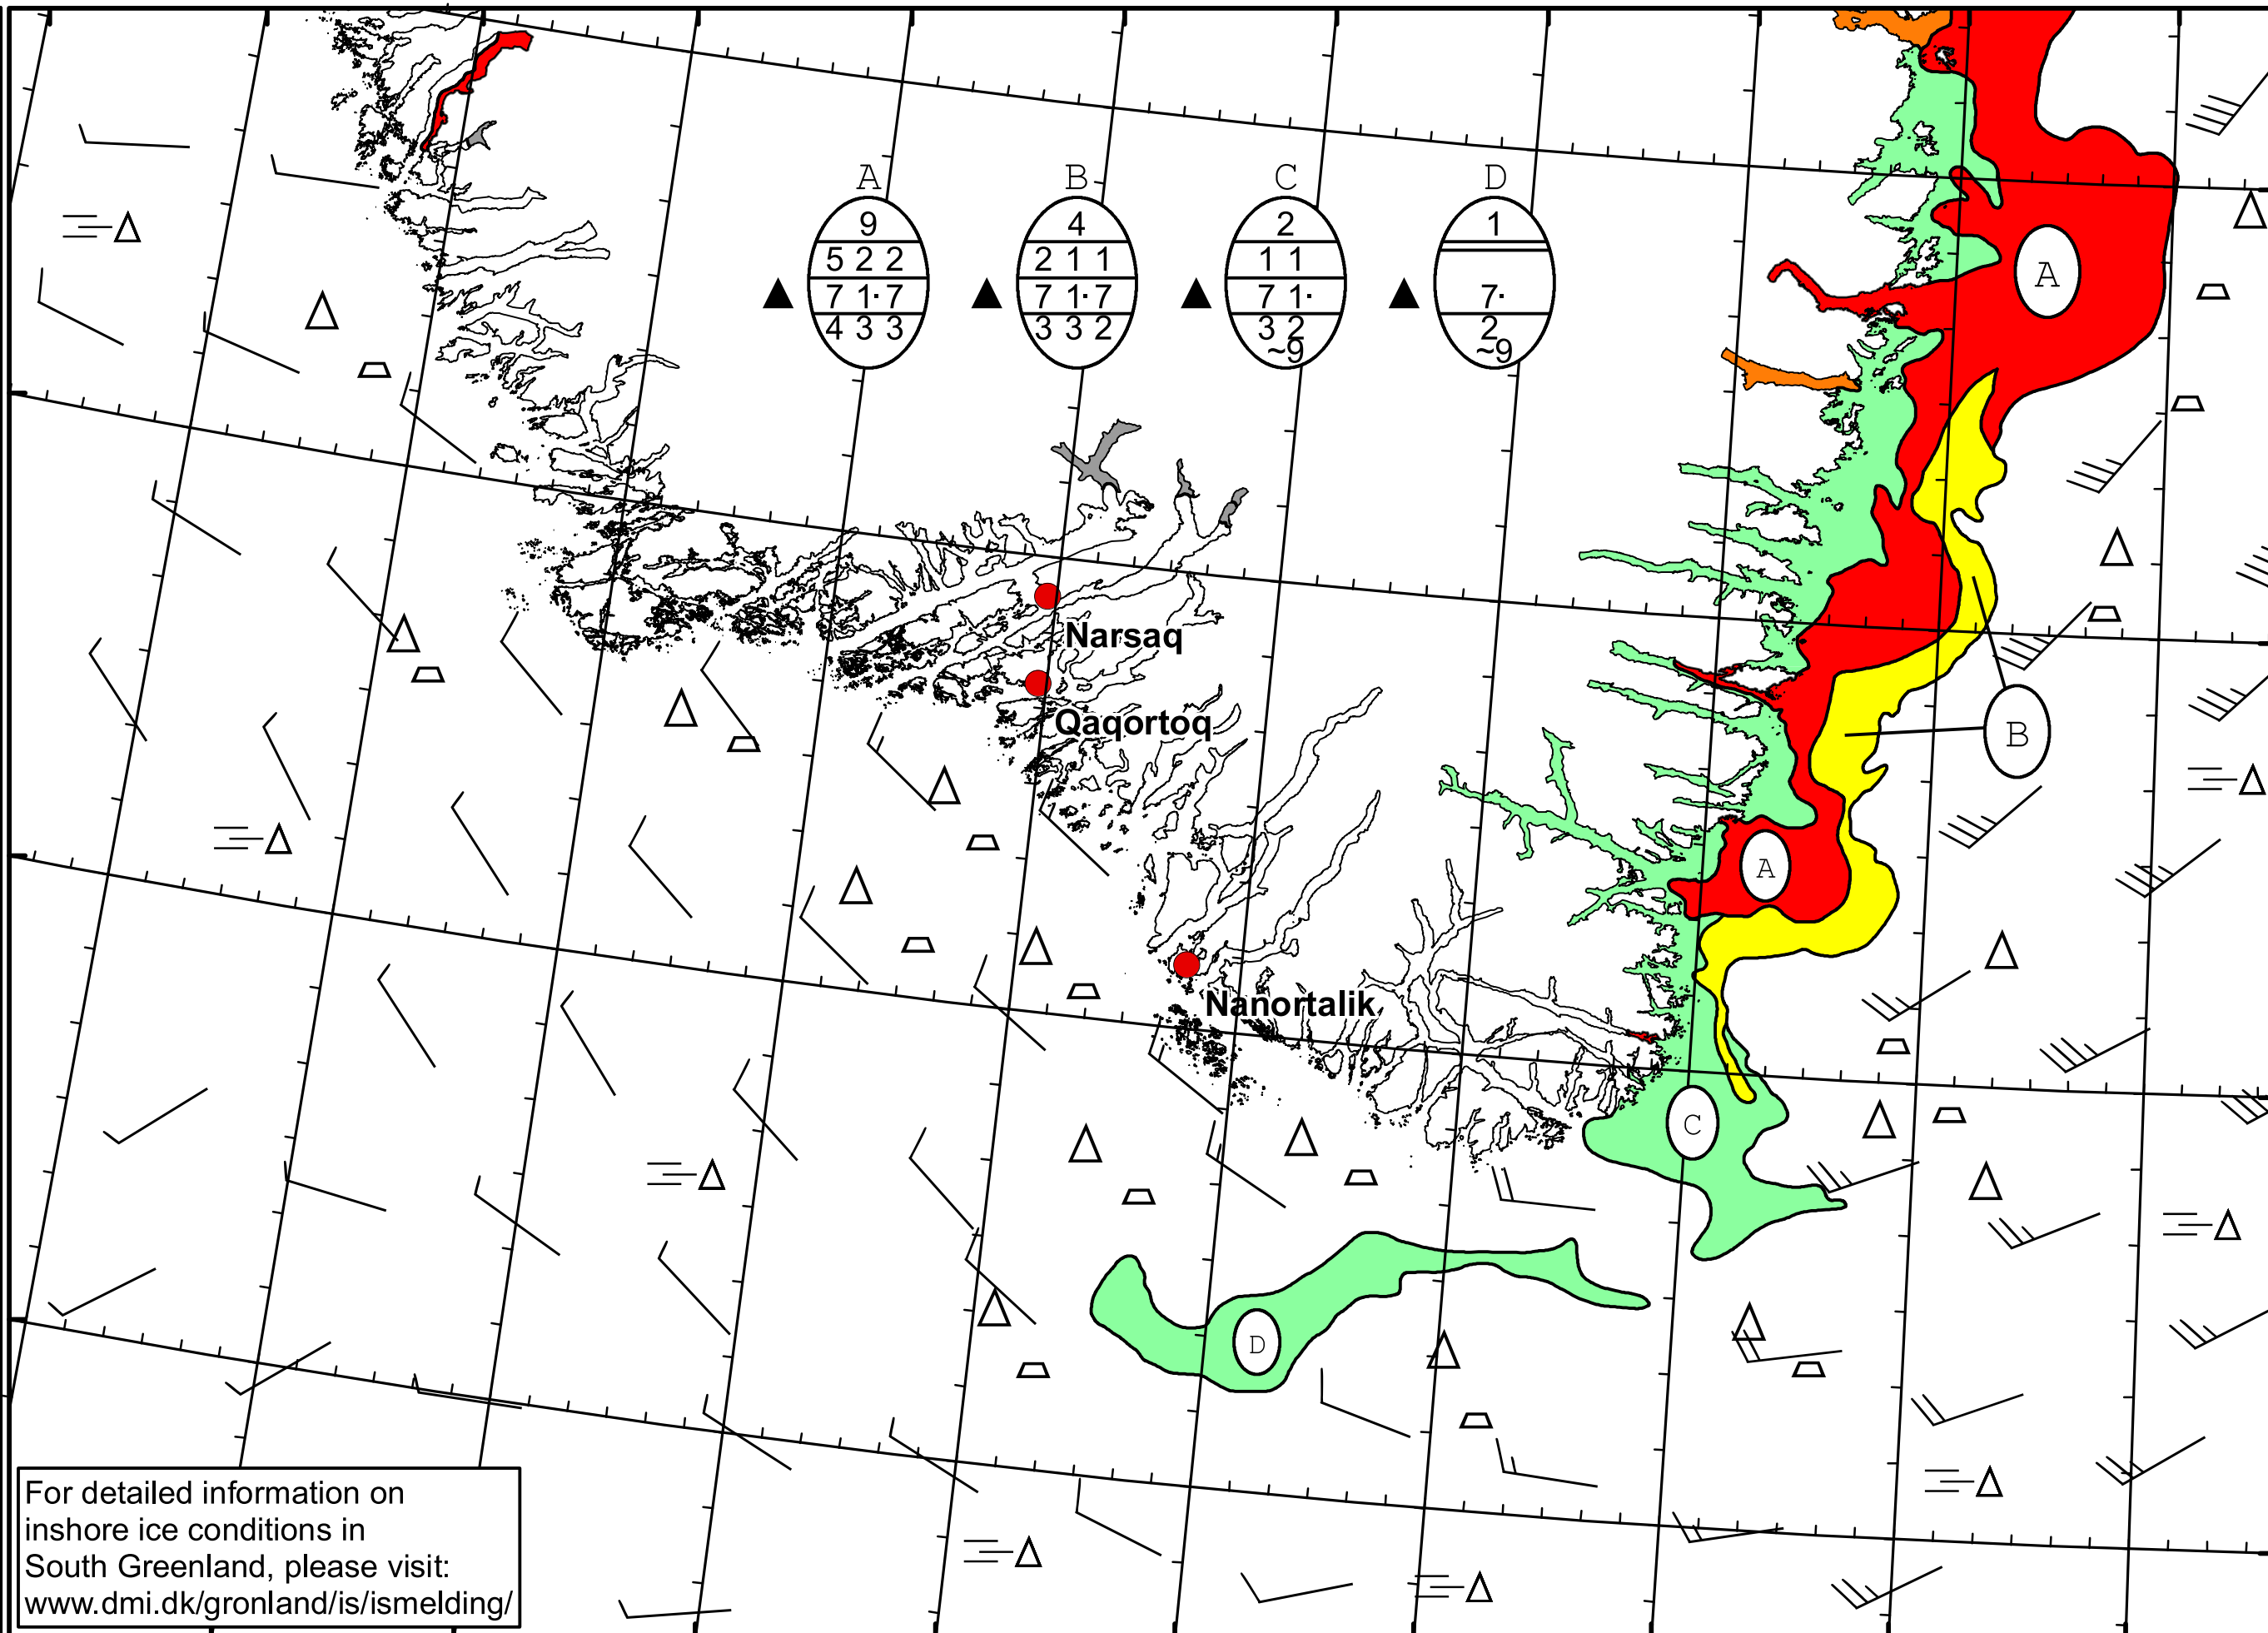 A B C D
9 4 2 1
5 2 2 2 1 1 1 1
7 1· 7 7 1· 7 7 1· 7·
4 3 3 3 3 2 3 2 2
~9 ~9
A
Narsaq
Qaqortoq
B
A
Nanortalik
C
D
For detailed information on
inshore ice conditions in
South Greenland, please visit:
www.dmi.dk/gronland/is/ismelding/